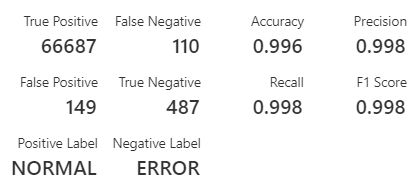 True Positive False Negative Accuracy Precision
66687 110 0.996 0.998
False Positive True Negative Recall F1 Score
149 487 0.998 0.998
Positive Label Negative Label
NORMAL ERROR